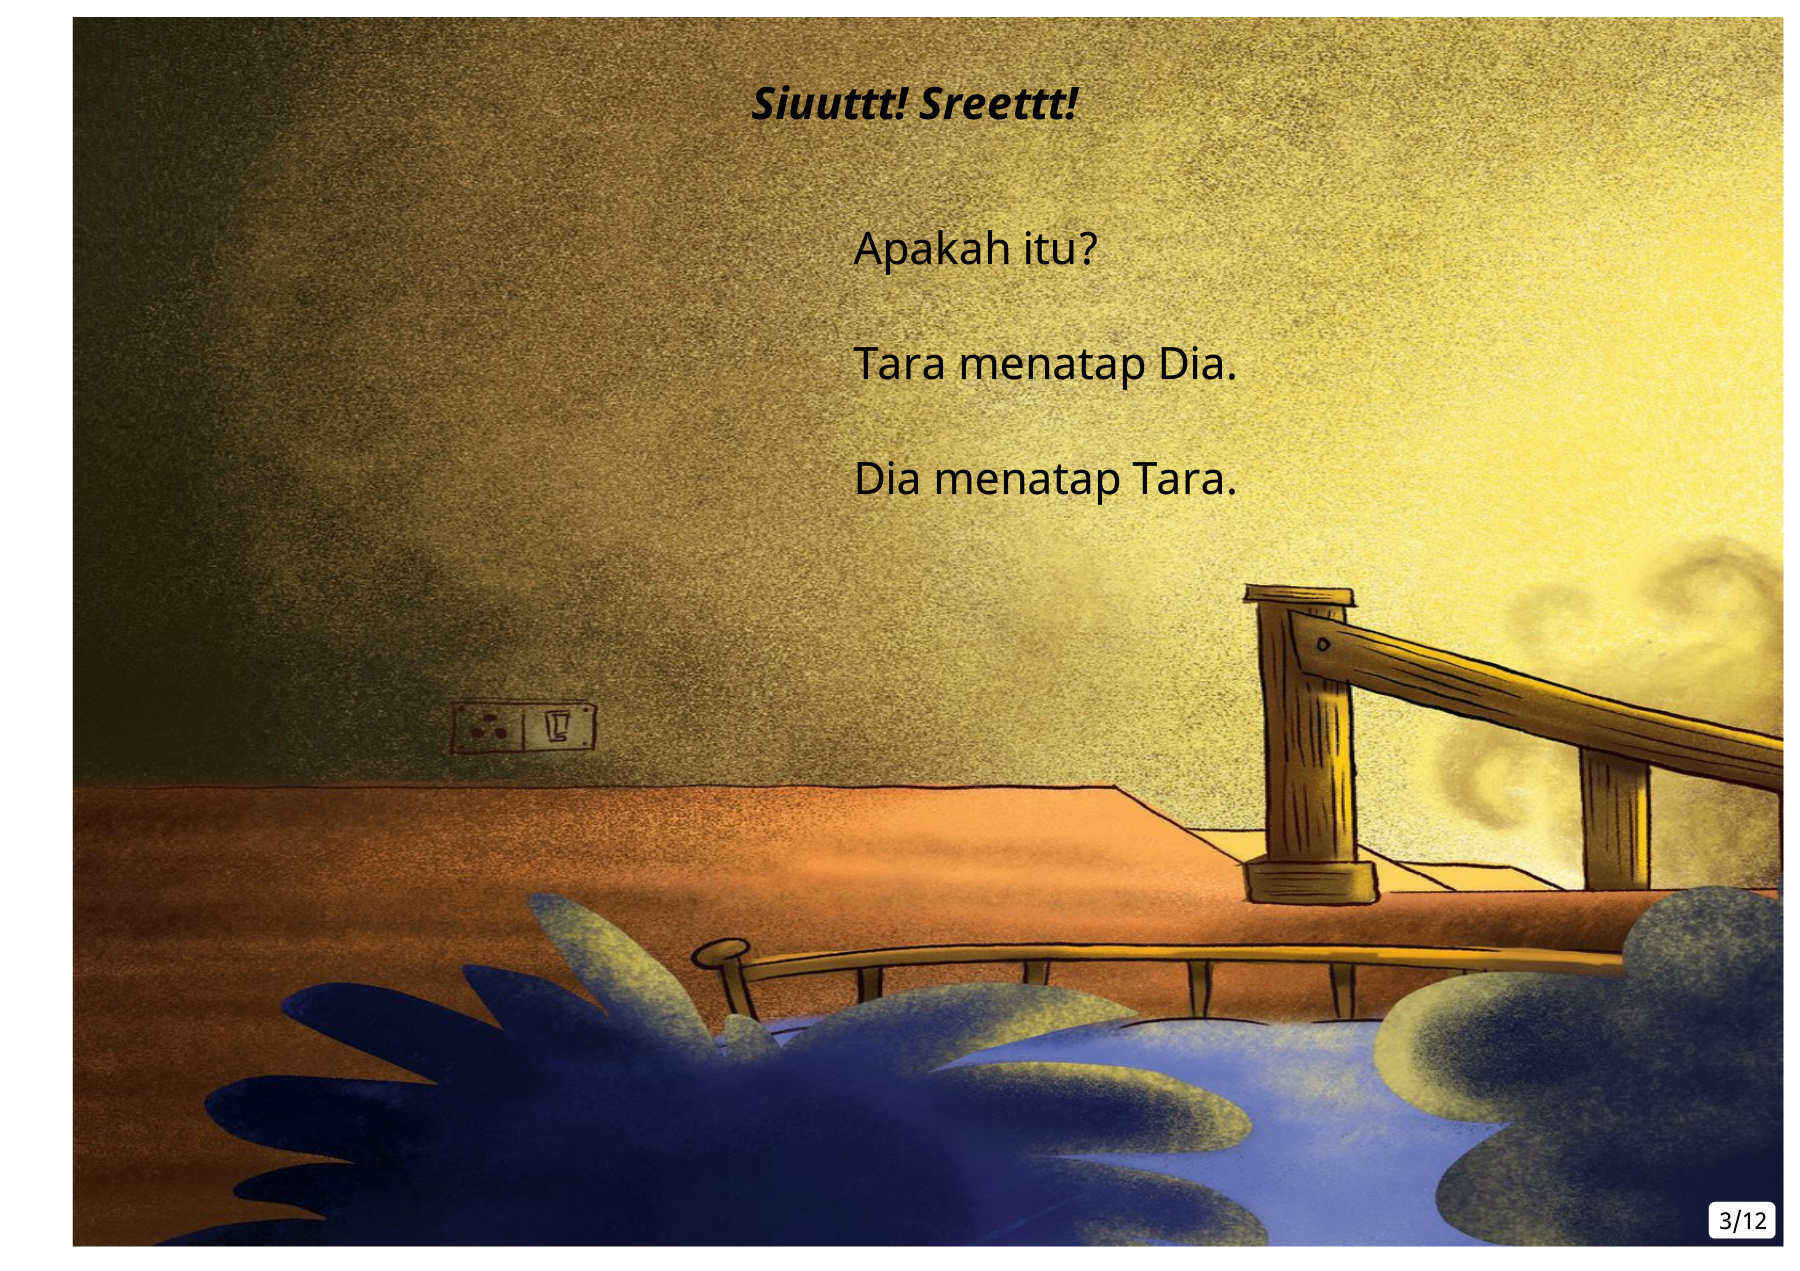 Siuuttt! Sreettt!
Apakah itu?
Tara menatap Dia.
Dia menatap Tara.
3/12